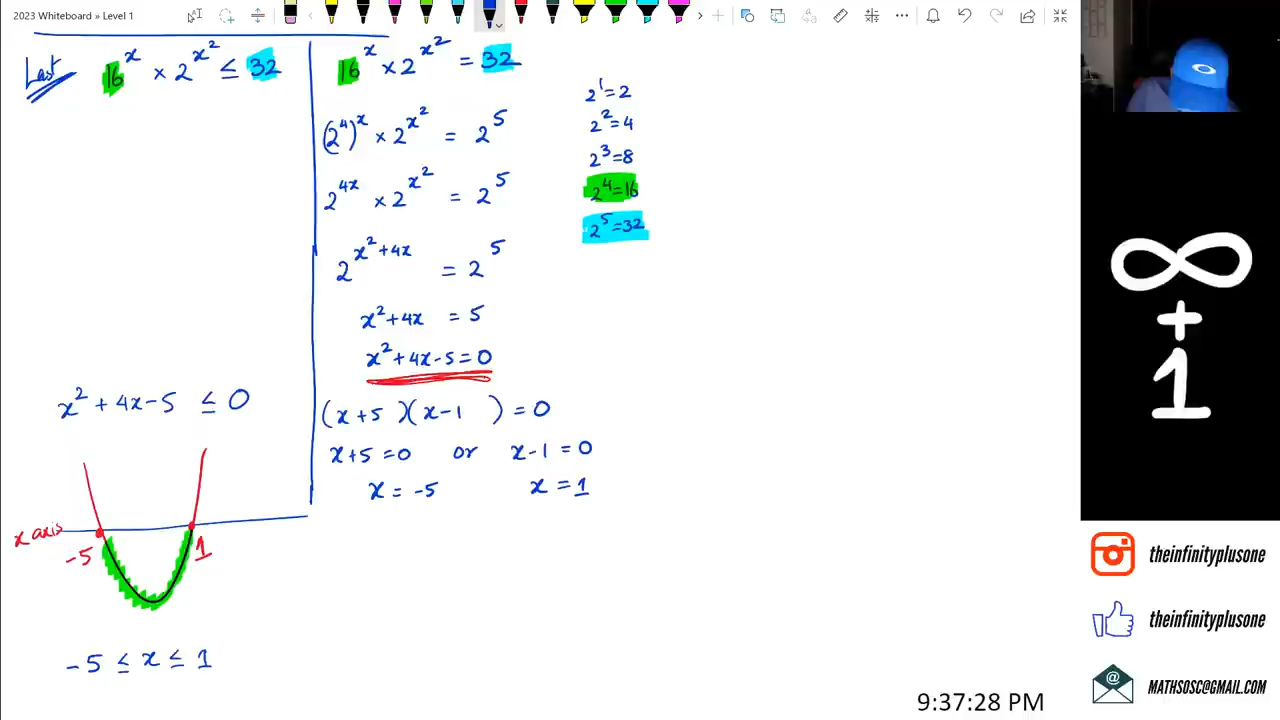 2023 Whiteboard » Level 1
Last 16^x × 2^x² ≤ 32
x² + 4x - 5 ≤ 0
x axis
-5
1
-5 ≤ x ≤ 1
16^x × 2^x² = 32
(2⁴)^x × 2^x² = 2⁵
2^4x × 2^x² = 2⁵
2^x²+4x = 2⁵
x² + 4x = 5
x² + 4x - 5 = 0
(x + 5)(x - 1) = 0
x + 5 = 0 or x - 1 = 0
x = -5 x = 1
2¹ = 2
2² = 4
2³ = 8
2⁴ = 16
2⁵ = 32
∞
+
1
theinfinityplusone
theinfinityplusone
@
MATHSOSC@GMAIL.COM
9:37:28 PM